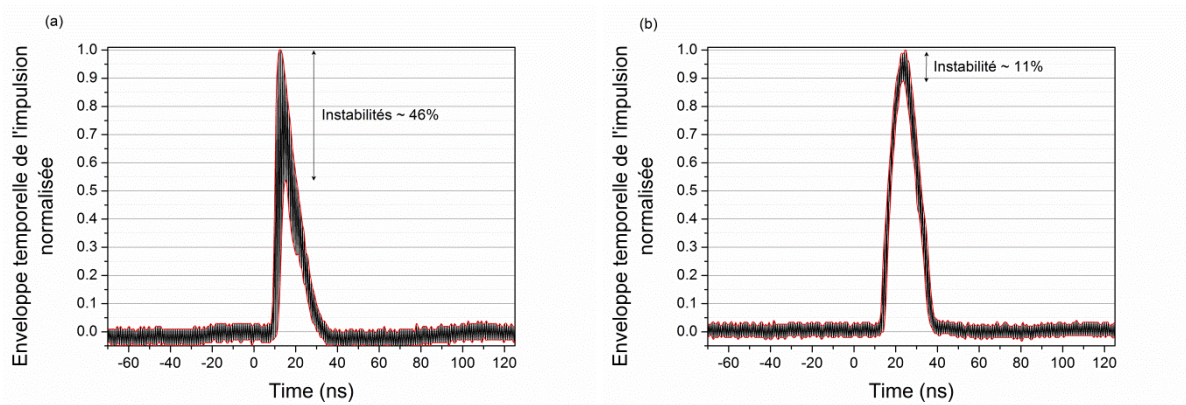 (a)
Enveloppe temporelle de l'impulsion
normalisée
1.0
0.9
0.8
0.7
0.6
0.5
0.4
0.3
0.2
0.1
0.0
Instabilités ~ 46%
-60 -40 -20 0 20 40 60 80 100 120
Time (ns)
(b)
Enveloppe temporelle de l'impulsion
normalisée
1.0
0.9
0.8
0.7
0.6
0.5
0.4
0.3
0.2
0.1
0.0
Instabilité ~ 11%
-60 -40 -20 0 20 40 60 80 100 120
Time (ns)